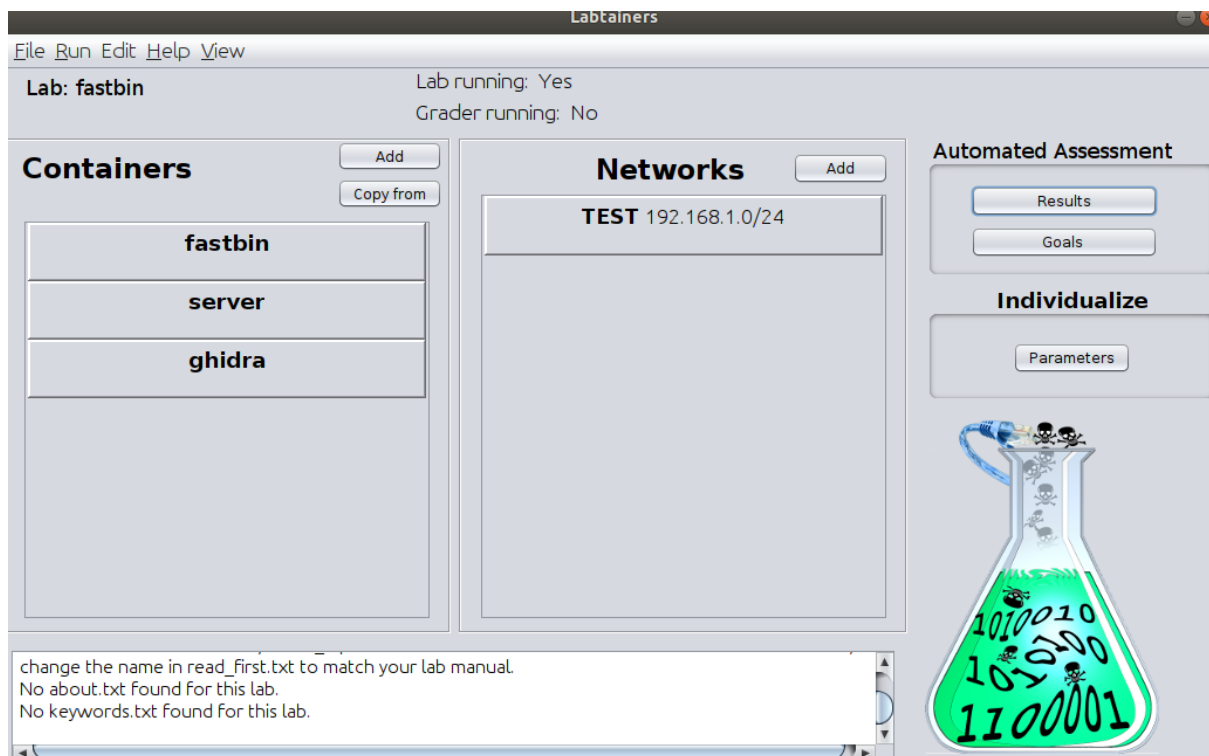 Labtainers
File Run Edit Help View
Lab: fastbin
Lab running: Yes
Grader running: No
Containers
Add
Copy from
fastbin
server
ghidra
Networks
Add
TEST 192.168.1.0/24
Automated Assessment
Results
Goals
Individualize
Parameters
change the name in read_first.txt to match your lab manual.
No about.txt found for this lab.
No keywords.txt found for this lab.
1010010
1100001